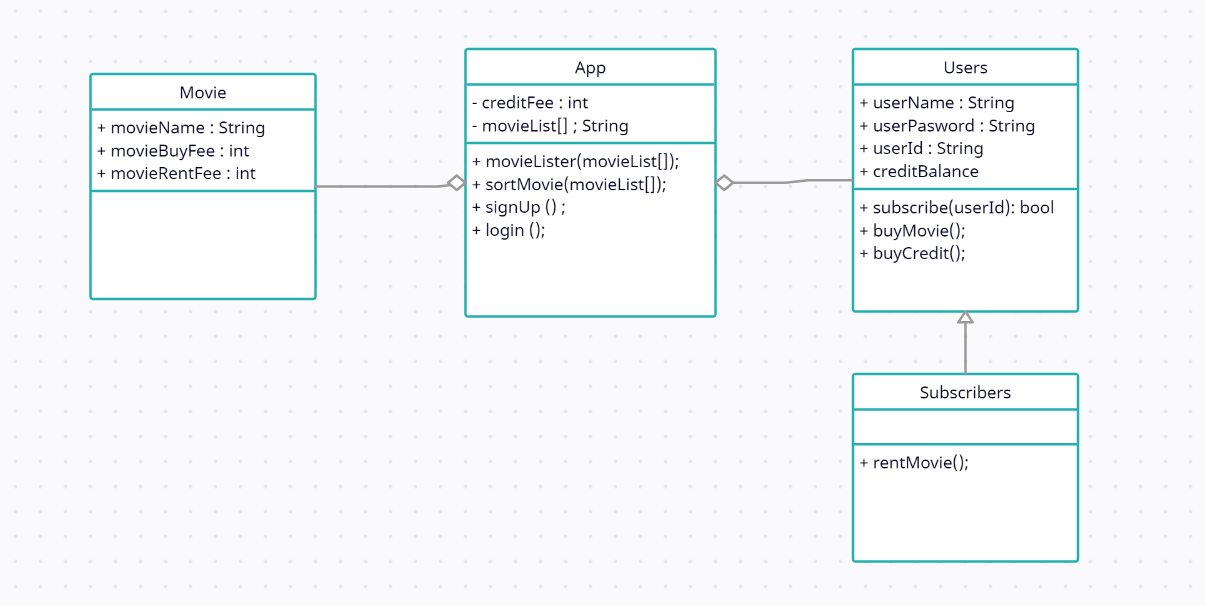 Movie
+ movieName : String
+ movieBuyFee : int
+ movieRentFee : int
App
- creditFee : int
- movieList[] ; String
+ movieLister(movieList[]);
+ sortMovie(movieList[]);
+ signUp () ;
+ login ();
Users
+ userName : String
+ userPasword : String
+ userId : String
+ creditBalance
+ subscribe(userId): bool
+ buyMovie();
+ buyCredit();
Subscribers
+ rentMovie();